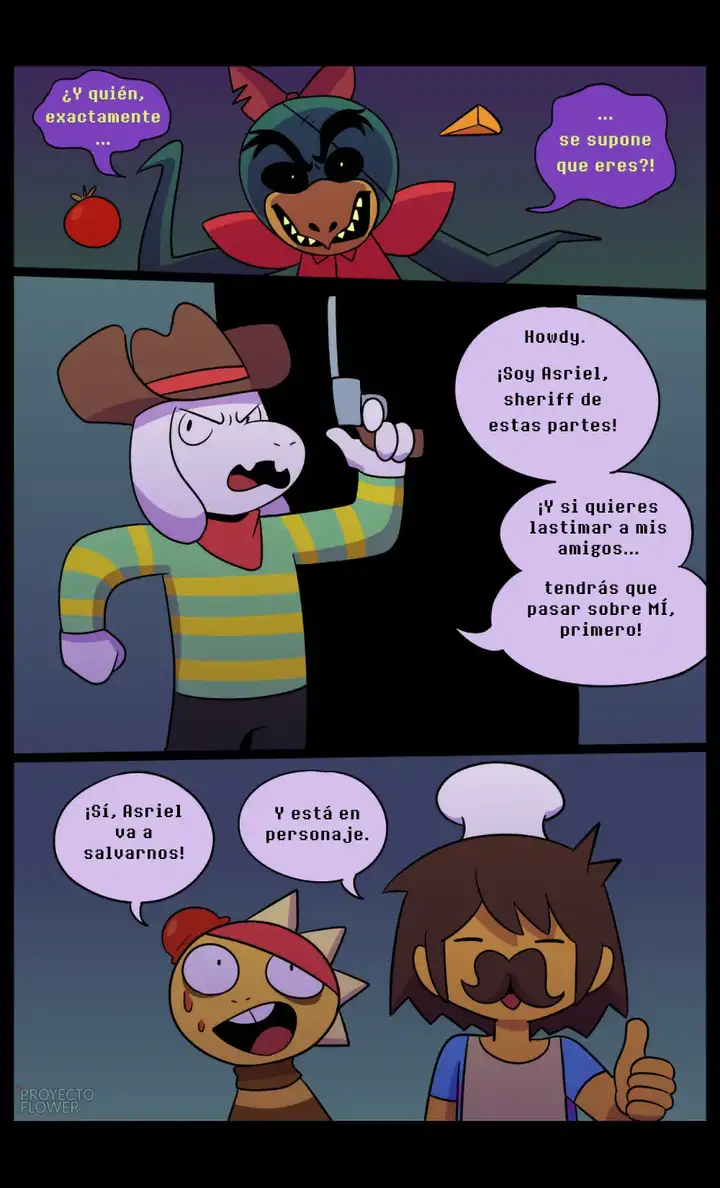 ¿Y quién,
exactamente
...
...
se supone
que eres?!
Howdy.
¡Soy Asriel,
sheriff de
estas partes!
¡Y si quieres
lastimar a mis
amigos...
tendrás que
pasar sobre MÍ,
primero!
¡Sí, Asriel
va a
salvarnos!
Y está en
personaje.
PROYECTO
FLOWER